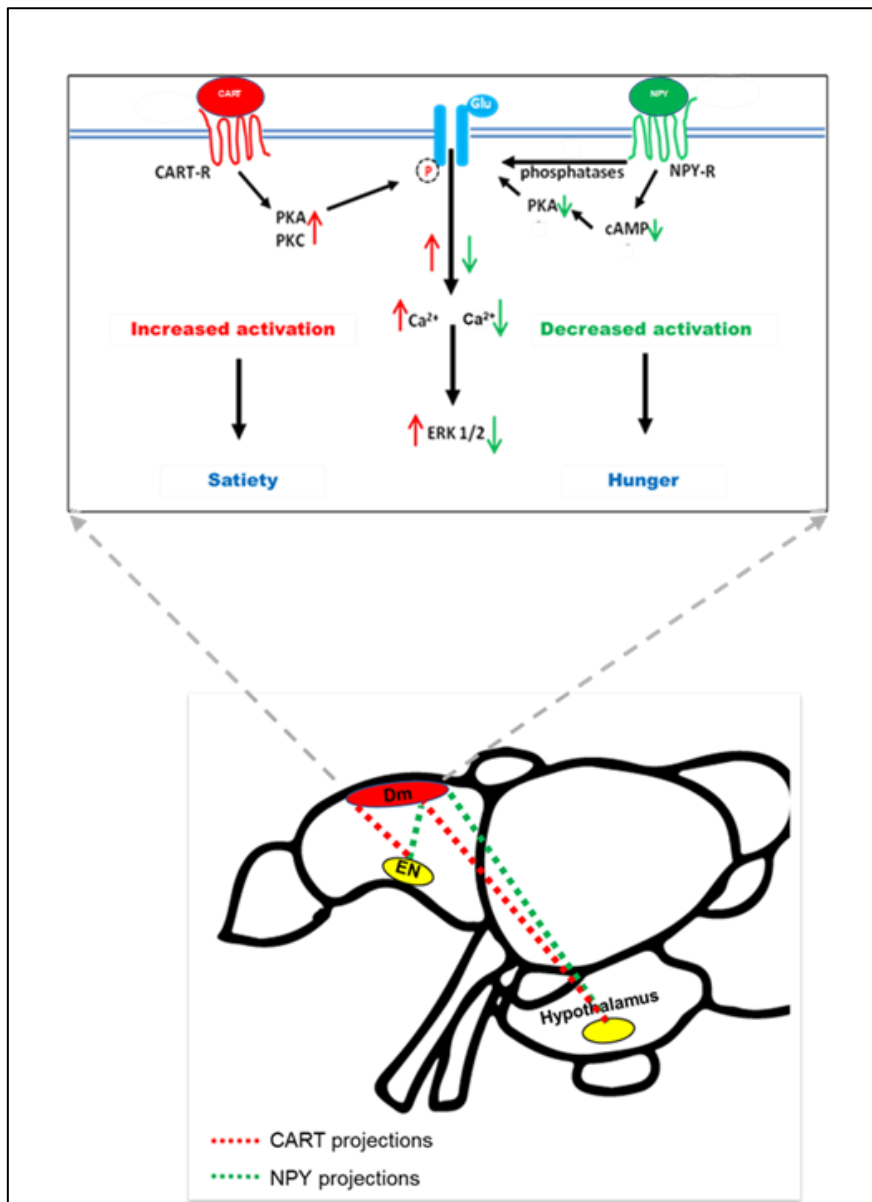 CART
Glu
NPY
P
CART-R
phosphatases
NPY-R
PKA
PKC
PKA
cAMP
Increased activation
Ca²⁺
Ca²⁺
Decreased activation
ERK 1/2
Satiety
Hunger
Dm
EN
Hypothalamus
CART projections
NPY projections